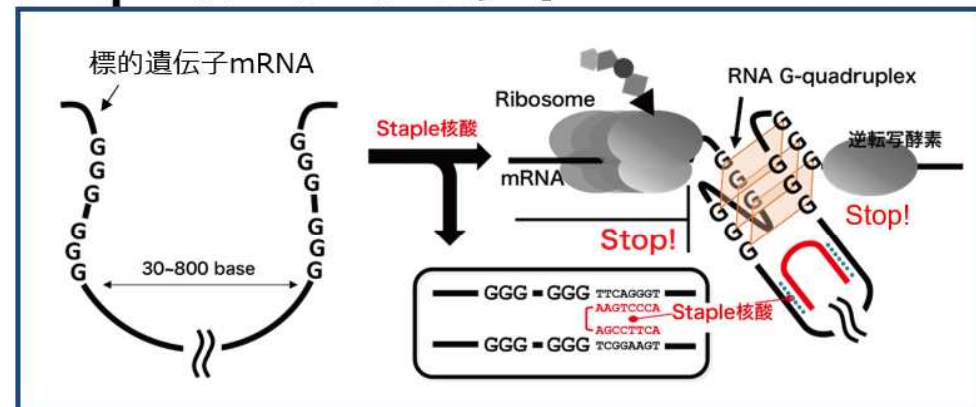 標的遺伝子mRNA
G
G
G
G
G
G
G
G
G
G
G
G
30-800 base
Staple核酸
Ribosome
mRNA
Stop!
RNA G-quadruplex
逆転写酵素
Stop!
G
G
G
G
G
G
G
G
G
G
G
G
GGG GGG TTCAGGGT
AAGTCCCA
Staple核酸
AGCCTTCA
GGG GGG TCGGAAGT